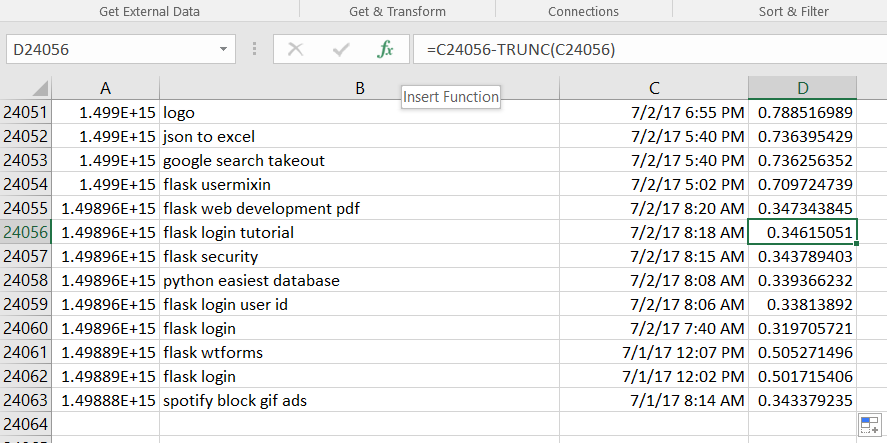 Get External Data Get & Transform Connections Sort & Filter
D24056 fx =C24056-TRUNC(C24056)
A B C D
Insert Function
24051 1.499E+15 logo 7/2/17 6:55 PM 0.788516989
24052 1.499E+15 json to excel 7/2/17 5:40 PM 0.736395429
24053 1.499E+15 google search takeout 7/2/17 5:40 PM 0.736256352
24054 1.499E+15 flask usermixin 7/2/17 5:02 PM 0.709724739
24055 1.49896E+15 flask web development pdf 7/2/17 8:20 AM 0.347343845
24056 1.49896E+15 flask login tutorial 7/2/17 8:18 AM 0.34615051
24057 1.49896E+15 flask security 7/2/17 8:15 AM 0.343789403
24058 1.49896E+15 python easiest database 7/2/17 8:08 AM 0.339366232
24059 1.49896E+15 flask login user id 7/2/17 8:06 AM 0.33813892
24060 1.49896E+15 flask login 7/2/17 7:40 AM 0.319705721
24061 1.49889E+15 flask wtforms 7/1/17 12:07 PM 0.505271496
24062 1.49889E+15 flask login 7/1/17 12:02 PM 0.501715406
24063 1.49888E+15 spotify block gif ads 7/1/17 8:14 AM 0.343379235
24064